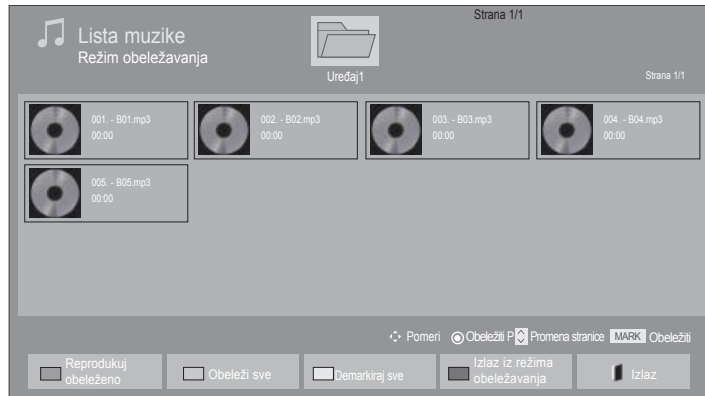 Strana 1/1
Lista muzike
Režim obeležavanja
Uređaj1
Strana 1/1
001. - B01.mp3
00:00
002. - B02.mp3
00:00
003. - B03.mp3
00:00
004. - B04.mp3
00:00
005. - B05.mp3
00:00
Pomeri Obeležiti P Promena stranice MARK Obeležiti
Reprodukuj
obeleženo
Obeleži sve
Demarkiraj sve
Izlaz iz režima
obeležavanja
Izlaz